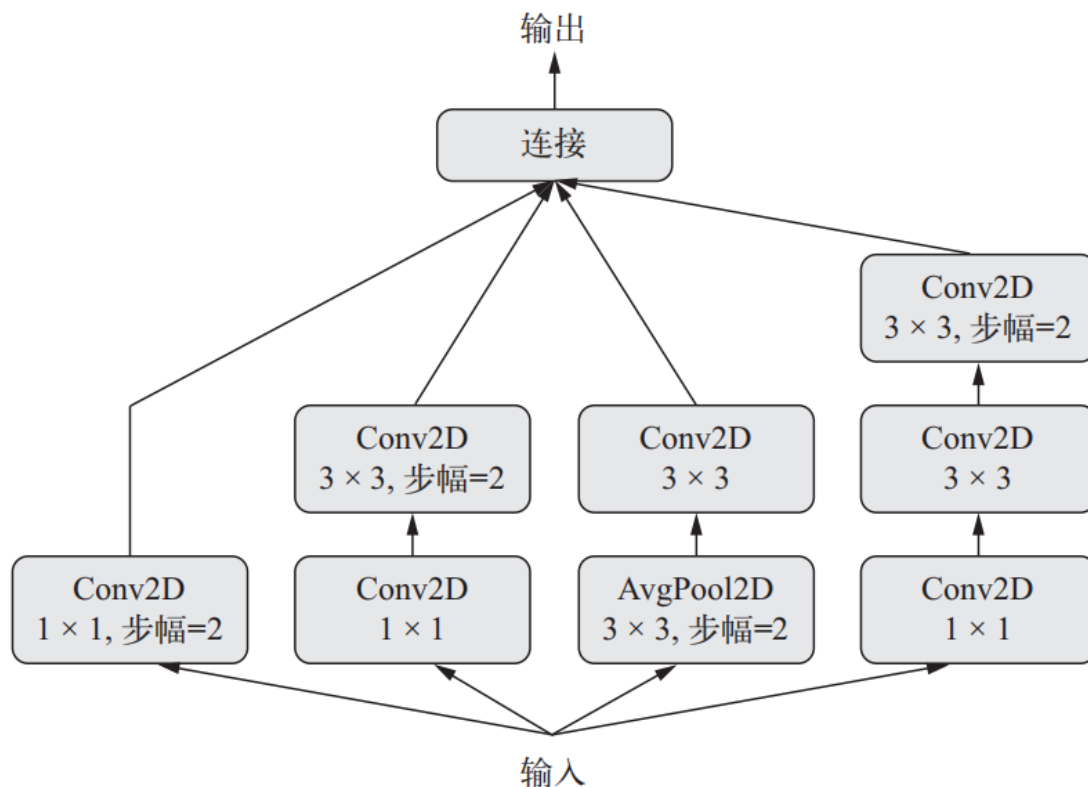 输出
连接
Conv2D
3 × 3, 步幅=2
Conv2D
3 × 3, 步幅=2
Conv2D
3 × 3
Conv2D
3 × 3
Conv2D
1 × 1, 步幅=2
Conv2D
1 × 1
AvgPool2D
3 × 3, 步幅=2
Conv2D
1 × 1
输入